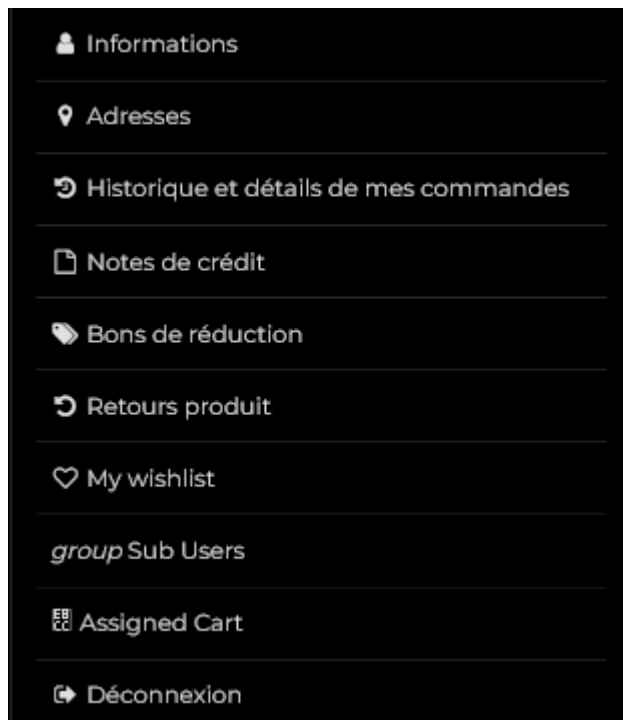 Informations
Adresses
Historique et détails de mes commandes
Notes de crédit
Bons de réduction
Retours produit
My wishlist
group Sub Users
Assigned Cart
Déconnexion